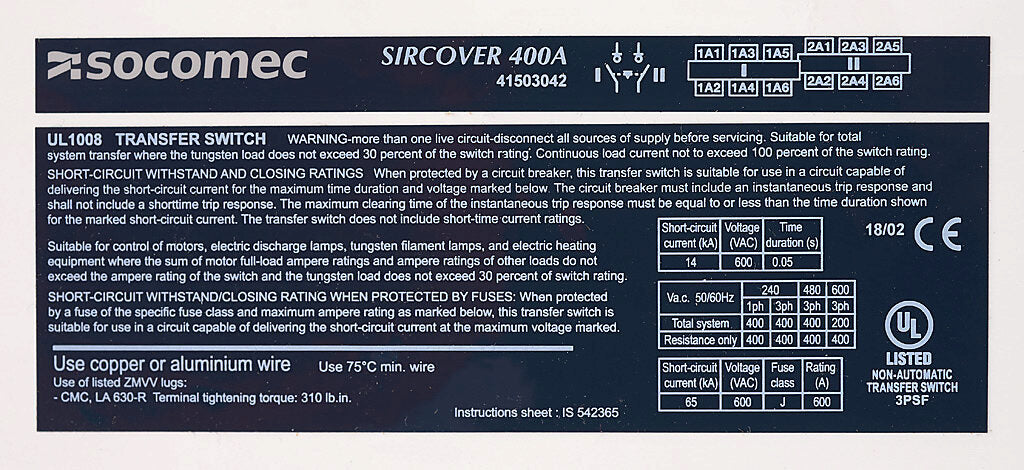 socomec
SIRCOVER 400A
41503042
I II
1A1 1A3 1A5 2A1 2A3 2A5
I II
1A2 1A4 1A6 2A2 2A4 2A6
UL1008 TRANSFER SWITCH WARNING-more than one live circuit-disconnect all sources of supply before servicing. Suitable for total
system transfer where the tungsten load does not exceed 30 percent of the switch rating. Continuous load current not to exceed 100 percent of the switch rating.
SHORT-CIRCUIT WITHSTAND AND CLOSING RATINGS When protected by a circuit breaker, this transfer switch is suitable for use in a circuit capable of
delivering the short-circuit current for the maximum time duration and voltage marked below. The circuit breaker must include an instantaneous trip response and
shall not include a shorttime trip response. The maximum clearing time of the instantaneous trip response must be equal to or less than the time duration shown
for the marked short-circuit current. The transfer switch does not include short-time current ratings.
Suitable for control of motors, electric discharge lamps, tungsten filament lamps, and electric heating
equipment where the sum of motor full-load ampere ratings and ampere ratings of other loads do not
exceed the ampere rating of the switch and the tungsten load does not exceed 30 percent of switch rating.
SHORT-CIRCUIT WITHSTAND/CLOSING RATING WHEN PROTECTED BY FUSES: When protected
by a fuse of the specific fuse class and maximum ampere rating as marked below, this transfer switch is
suitable for use in a circuit capable of delivering the short-circuit current at the maximum voltage marked.
Use copper or aluminium wire Use 75°C min. wire
Use of listed ZMVV lugs:
- CMC, LA 630-R Terminal tightening torque: 310 lb.in.
Instructions sheet : IS 542365
Short-circuit Voltage Time
current (kA) (VAC) duration (s)
14 600 0.05
Va.c. 50/60Hz 240 480 600
1ph 3ph 3ph 3ph
Total system 400 400 400 200
Resistance only 400 400 400 400
Short-circuit Voltage Fuse Rating
current (kA) (VAC) class (A)
65 600 J 600
18/02 CE
UL
LISTED
NON-AUTOMATIC
TRANSFER SWITCH
3PSF